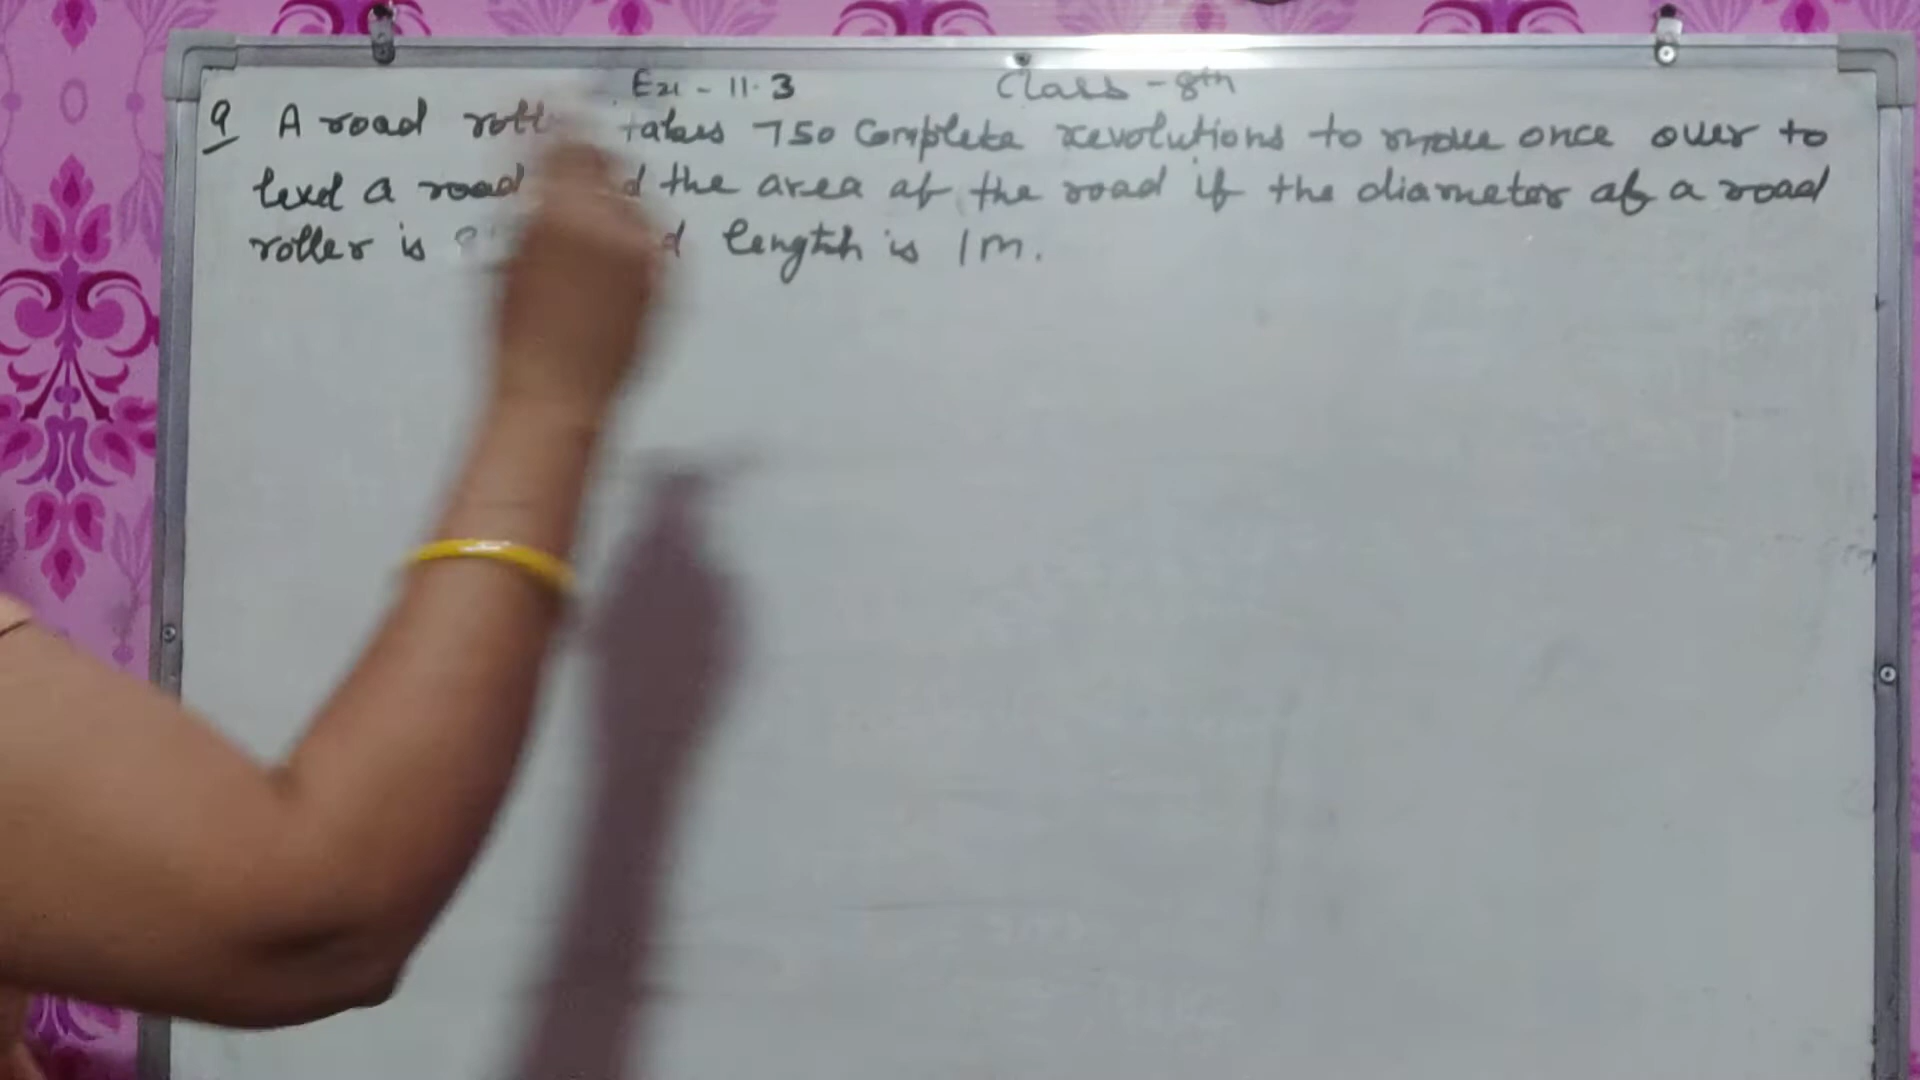 Ex - 11.3 Class - 8th
9 A road takes 750 Complete revolutions to move once over to
level a road the area of the road if the diameter of a road
roller is length is 1m.